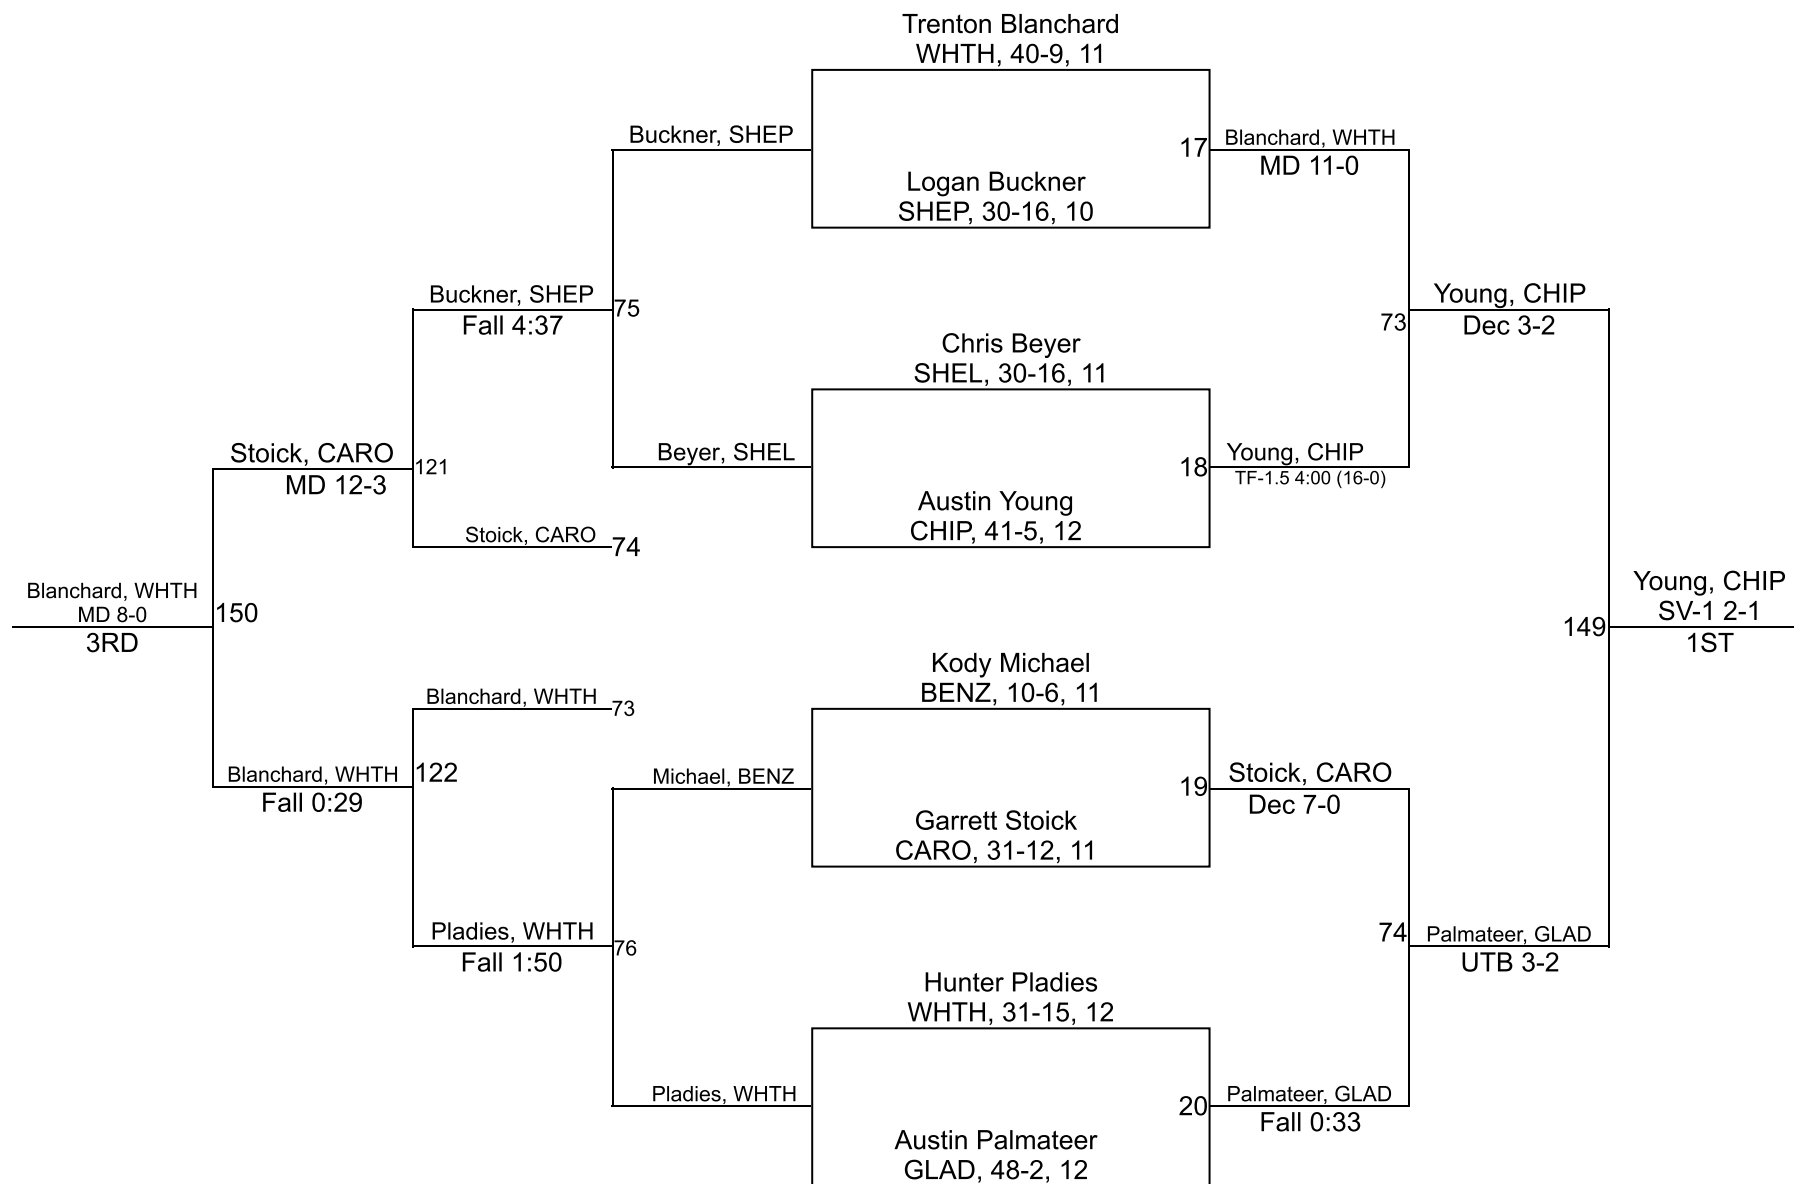 Trenton Blanchard
WHTH, 40-9, 11
Buckner, SHEP
17
Blanchard, WHTH
MD 11-0
Logan Buckner
SHEP, 30-16, 10
Buckner, SHEP
Fall 4:37
75
Young, CHIP
Dec 3-2
73
Chris Beyer
SHEL, 30-16, 11
Stoick, CARO
MD 12-3
121
Beyer, SHEL
18
Young, CHIP
TF-1.5 4:00 (16-0)
Austin Young
CHIP, 41-5, 12
Stoick, CARO
74
Blanchard, WHTH
MD 8-0
3RD
150
149
Young, CHIP
SV-1 2-1
1ST
Kody Michael
BENZ, 10-6, 11
Blanchard, WHTH
73
Blanchard, WHTH
Fall 0:29
122
Michael, BENZ
19
Stoick, CARO
Dec 7-0
Garrett Stoick
CARO, 31-12, 11
Pladies, WHTH
Fall 1:50
76
74
Palmateer, GLAD
UTB 3-2
Hunter Pladies
WHTH, 31-15, 12
Pladies, WHTH
20
Palmateer, GLAD
Fall 0:33
Austin Palmateer
GLAD, 48-2, 12